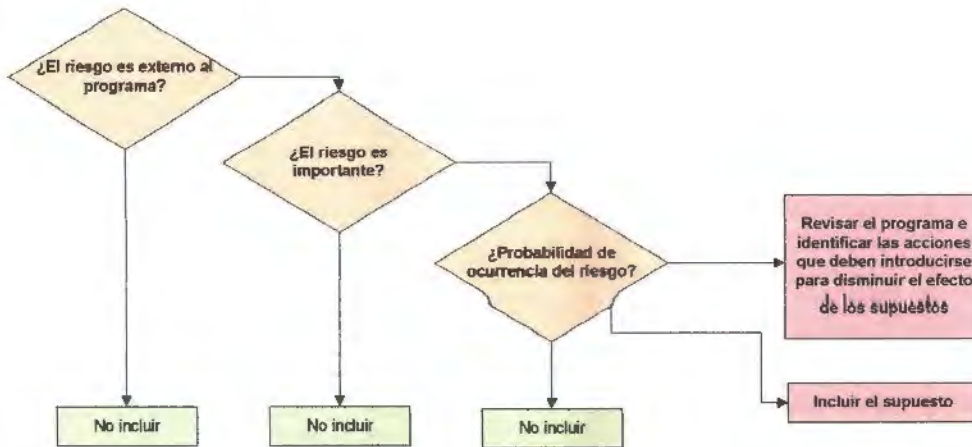 ¿El riesgo es externo al
programa?
¿El riesgo es
importante?
¿Probabilidad de
ocurrencia del riesgo?
Revisar el programa e
identificar las acciones
que deben introducirse
para disminuir el efecto
de los supuestos
Incluir el supuesto
No incluir
No incluir
No incluir